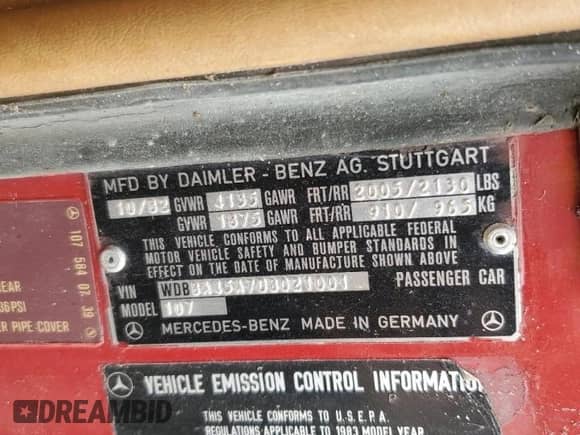 MFD BY DAIMLER - BENZ AG. STUTTGART
10/82 GVWR 4135 GAWR FRT/RR 2005/2130 LBS
GVWR 1875 GAWR FRT/RR 910/ 965 KG
THIS VEHICLE CONFORMS TO ALL APPLICABLE FEDERAL
MOTOR VEHICLE SAFETY AND BUMPER STANDARDS IN
EFFECT ON THE DATE OF MANUFACTURE SHOWN ABOVE
VIN PASSENGER CAR
MODEL 107
MERCEDES-BENZ MADE IN GERMANY
107 584 07 39
EAR
36PSI
ER PIPE COVER
VEHICLE EMISSION CONTROL INFORMATIO
THIS VEHICLE CONFORMS TO U.S.E.P.A.
REGULATIONS APPLICABLE TO 1983 MODEL YEAR
DREAMBID